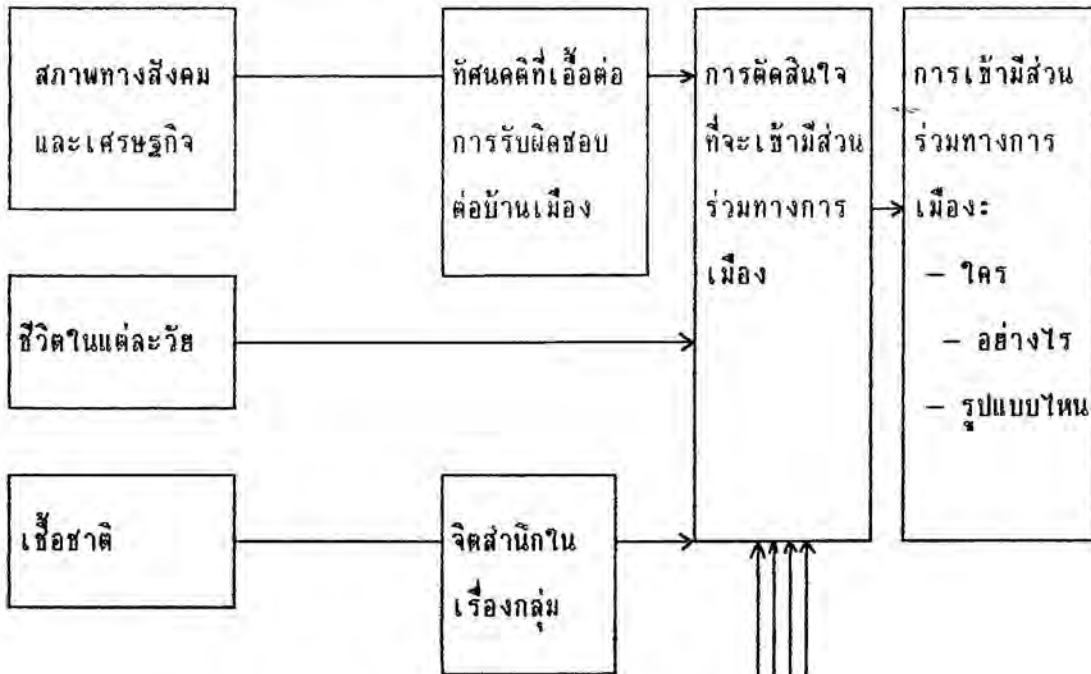 สภาพทางสังคม
และเศรษฐกิจ
ทัศนคติที่เอื้อต่อ
การรับผิดชอบ
ต่อบ้านเมือง
การตัดสินใจ
ที่จะเข้ามีส่วน
ร่วมทางการ
เมือง
การเข้ามีส่วน
ร่วมทางการ
เมือง:
- ใคร
- อย่างไร
- รูปแบบไหน
ชีวิตในแต่ละวัย
เชื้อชาติ
จิตสำนึกใน
เรื่องกลุ่ม